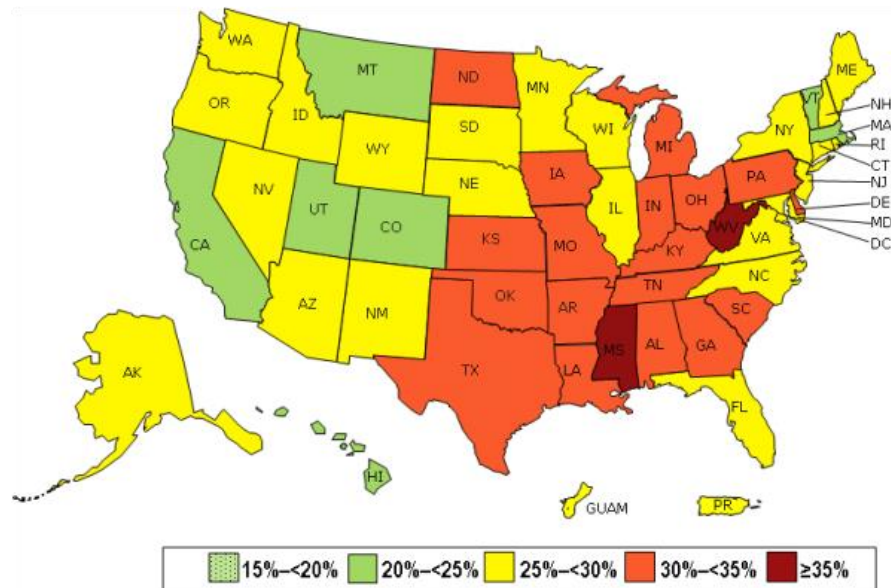 WA
MT
ND
MN
ME
OR
ID
SD
WI
VT
NH
WY
NY
MA
MI
RI
CT
NV
NE
IA
PA
NJ
UT
IL
IN
OH
DE
CA
CO
WV
MD
KS
MO
KY
VA
DC
AZ
NM
OK
AR
TN
NC
SC
TX
LA
MS
AL
GA
AK
FL
HI
GUAM
PR
15%–<20% 20%–<25% 25%–<30% 30%–<35% ≥35%